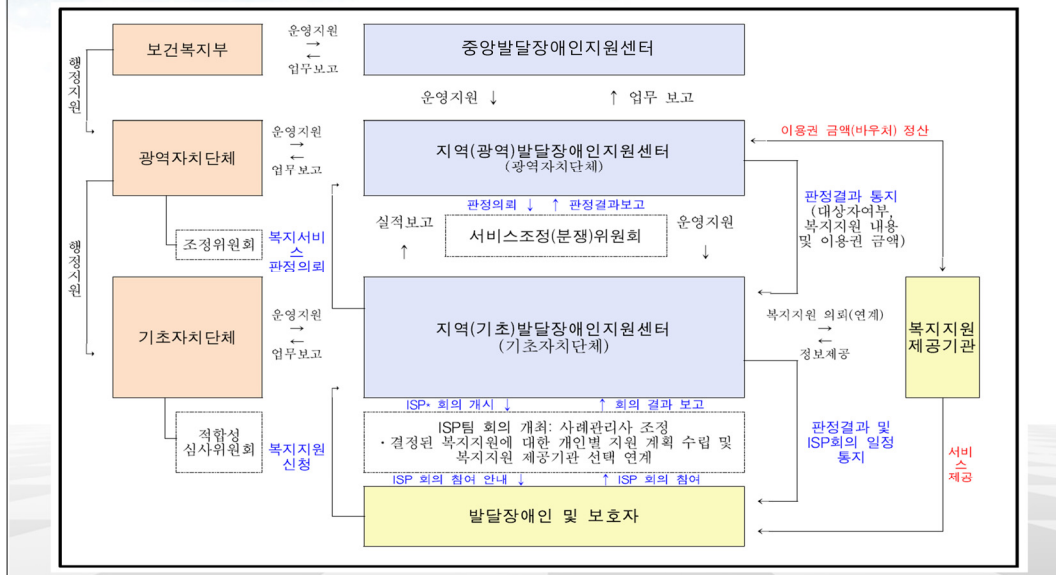 보건복지부
운영지원
→
←
업무보고
중앙발달장애인지원센터
행정지원
운영지원 ↓
↑ 업무 보고
이용권 금액(바우처) 정산
광역자치단체
운영지원
→
←
업무보고
지역(광역)발달장애인지원센터
(광역자치단체)
판정의뢰 ↓ ↑ 판정결과보고
판정결과 통지
(대상자여부,
복지지원 내용
및 이용권 금액)
실적보고
↑
서비스조정(분쟁)위원회
운영지원
↓
조정위원회
복지서비
스
판정의뢰
행정지원
기초자치단체
운영지원
→
←
업무보고
지역(기초)발달장애인지원센터
(기초자치단체)
복지지원 의뢰(연계)
→
←
정보제공
복지지원
제공기관
ISP* 회의 개시 ↓
↑ 회의 결과 보고
적합성
심사위원회
복지지원
신청
ISP팀 회의 개최: 사례관리사 조정
· 결정된 복지지원에 대한 개인별 지원 계획 수립 및
복지지원 제공기관 선택 연계
판정결과 및
ISP회의 일정
통지
서비
스
제공
ISP 회의 참여 안내 ↓
↑ ISP 회의 참여
발달장애인 및 보호자